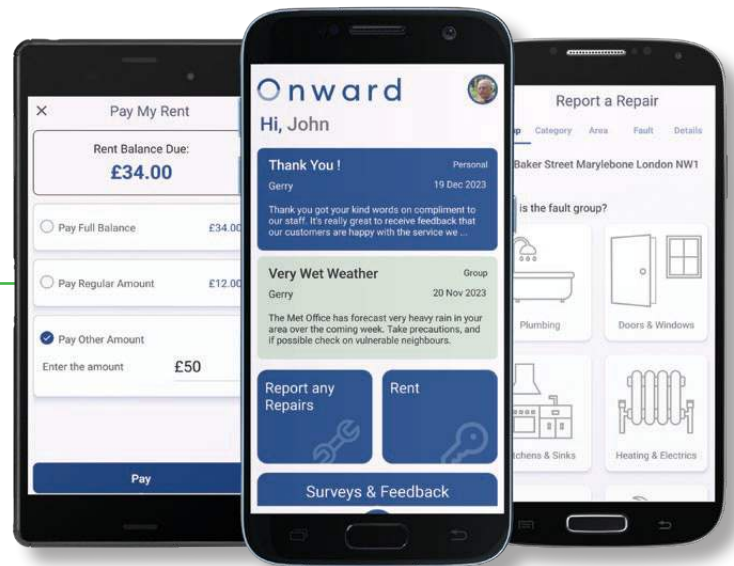 Pay My Rent
Rent Balance Due:
£34.00
Pay Full Balance £34.00
Pay Regular Amount £12.00
Pay Other Amount
Enter the amount £50
Pay
Onward
Hi, John
Thank You ! Personal
Gerry 19 Dec 2023
Thank you got your kind words on compliment to
our staff. It's really great to receive feedback that
our customers are happy with the service we ...
Very Wet Weather Group
Gerry 20 Nov 2023
The Met Office has forecast very heavy rain in your
area over the coming week. Take precautions, and
if possible check on vulnerable neighbours.
Report any Rent
Repairs
Surveys & Feedback
Report a Repair
Category Area Fault Details
Baker Street Marylebone London NW1
is the fault group?
Plumbing Doors & Windows
& Sinks Heating & Electrics